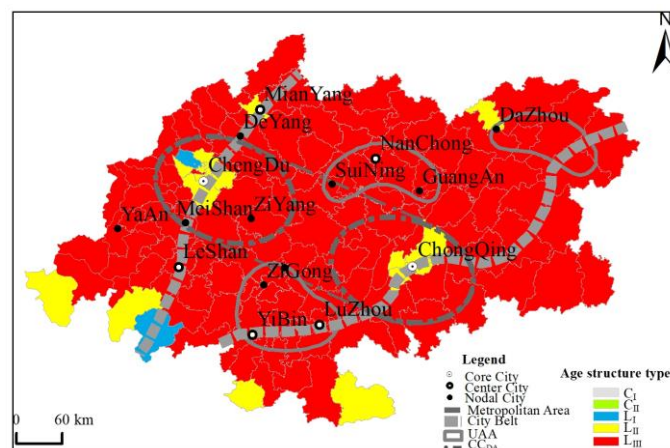 N
MianYang
DeYang
DaZhou
NanChong
ChengDu
SuiNing
GuangAn
YaAn
MeiShan
ZiYang
LeShan
ChongQing
ZiGong
LuZhou
YiBin
Legend
Core City
Center City
Nodal City
Metropolitan Area
City Belt
UAA
CCDA
Age structure type
CI
CII
LI
LII
LIII
0 60 km